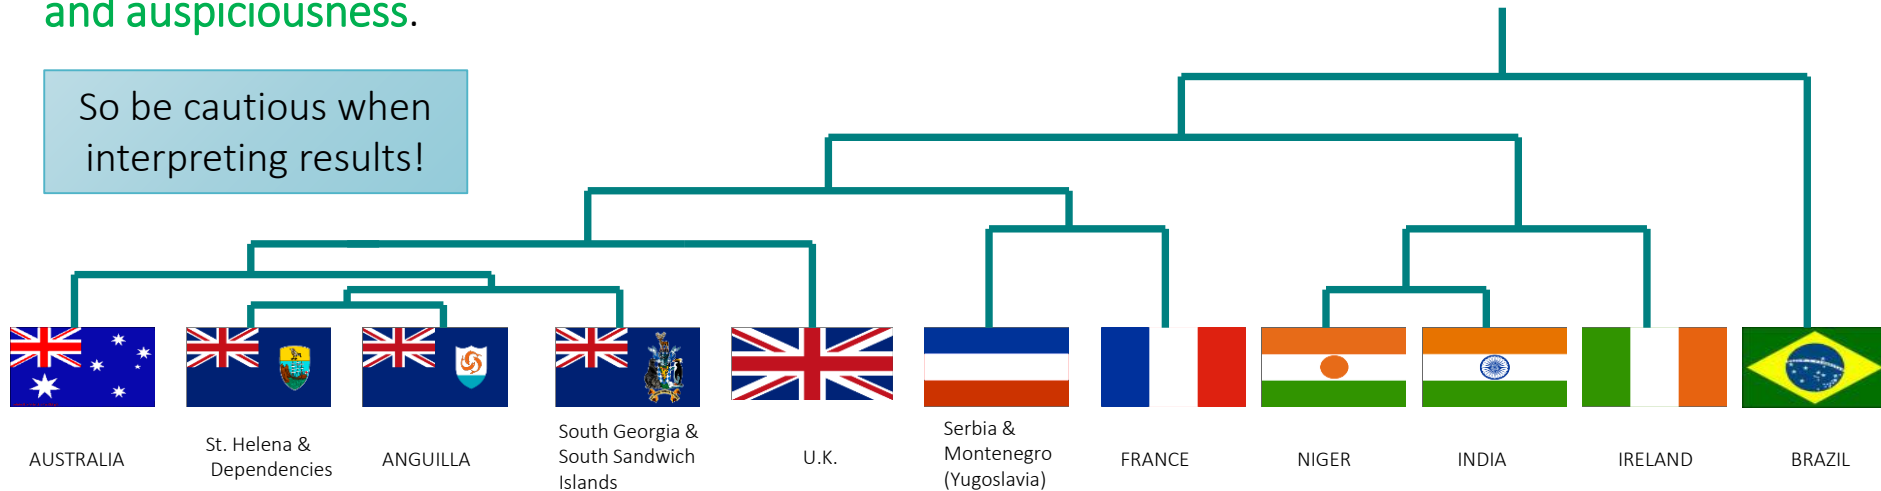 and auspiciousness.
So be cautious when
interpreting results!
AUSTRALIA
St. Helena &
Dependencies
ANGUILLA
South Georgia &
South Sandwich
Islands
U.K.
Serbia &
Montenegro
(Yugoslavia)
FRANCE
NIGER
INDIA
IRELAND
BRAZIL